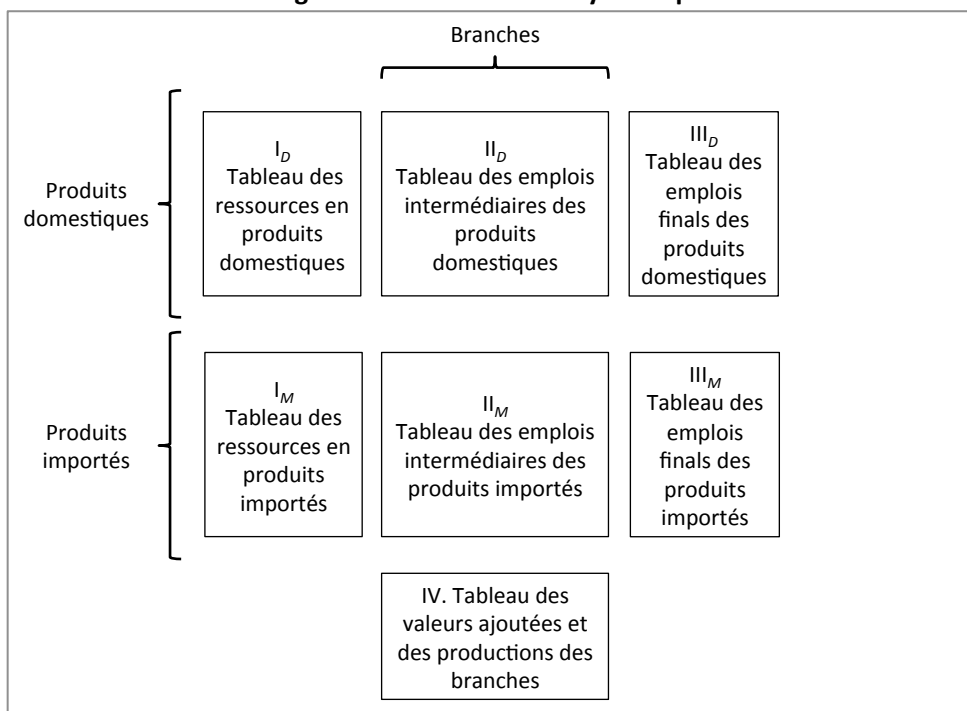 Branches
Produits
domestiques
I_D
Tableau des
ressources en
produits
domestiques
II_D
Tableau des emplois
intermédiaires des
produits
domestiques
III_D
Tableau des
emplois
finals des
produits
domestiques
Produits
importés
I_M
Tableau des
ressources en
produits
importés
II_M
Tableau des emplois
intermédiaires des
produits importés
III_M
Tableau des
emplois
finals des
produits
importés
IV. Tableau des
valeurs ajoutées et
des productions des
branches